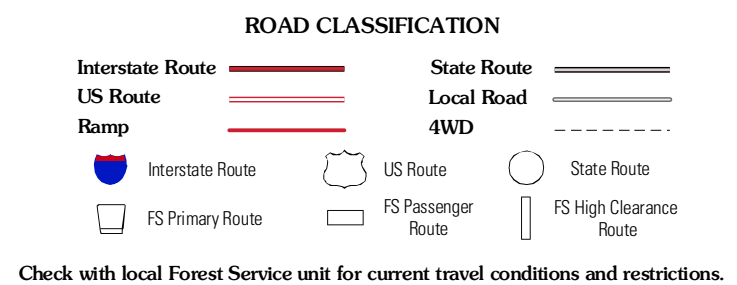 ROAD CLASSIFICATION
Interstate Route
State Route
US Route
Local Road
Ramp
4WD
Interstate Route
US Route
State Route
FS Primary Route
FS Passenger
Route
FS High Clearance
Route
Check with local Forest Service unit for current travel conditions and restrictions.